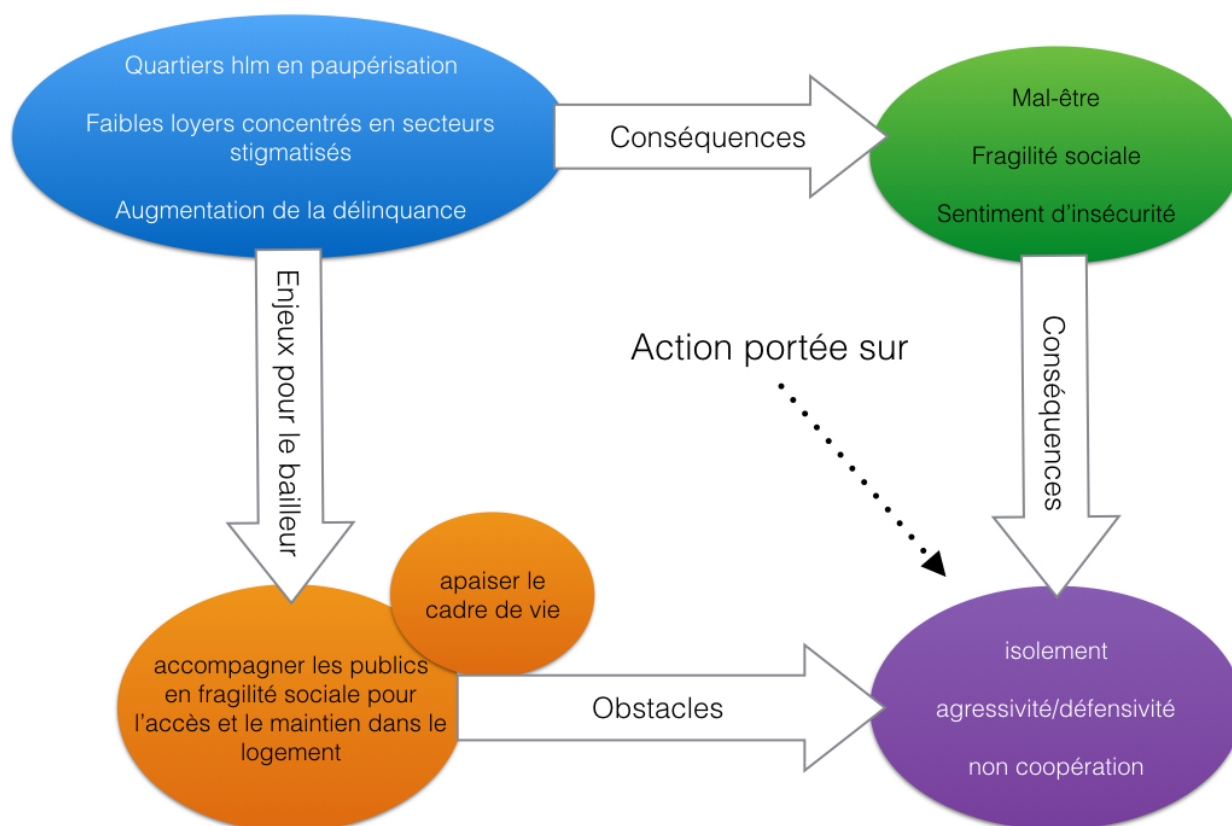 Quartiers hlm en paupérisation
Faibles loyers concentrés en secteurs
stigmatisés
Augmentation de la délinquance
Conséquences
Mal-être
Fragilité sociale
Sentiment d'insécurité
Enjeux pour le bailleur
Action portée sur
Conséquences
apaiser le
cadre de vie
accompagner les publics
en fragilité sociale pour
l'accès et le maintien dans le
logement
Obstacles
isolement
agressivité/défensivité
non coopération